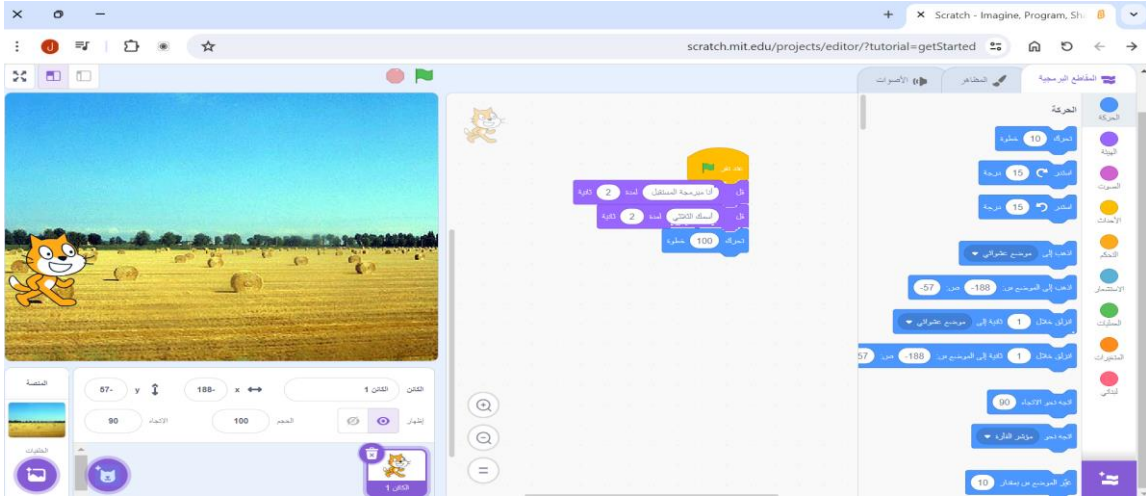 Scratch - Imagine, Program, Sh
scratch.mit.edu/projects/editor/?tutorial=getStarted
المقاطع البرمجية
المظاهر
الأصوات
الحركة
الهيئة
الصوت
الأحداث
التحكم
الاستشعار
العمليات
المتغيرات
لبناتي
الحركة
تحرك 10 خطوة
استدر 15 درجة
استدر 15 درجة
اذهب إلى موضع عشوائي
اذهب إلى الموضع س: -188 ص: -57
انزلق خلال 1 ثانية إلى موضع عشوائي
انزلق خلال 1 ثانية إلى الموضع س: -188 ص: 57
اتجه نحو الاتجاه 90
اتجه نحو مؤشر الفأرة
غيّر الموضع س بمقدار 10
عند نقر
قل أنا مبرمجة المستقبل لمدة 2 ثانية
قل أسمك الثلاثي لمدة 2 ثانية
تحرك 100 خطوة
الكائن الكائن 1
x -188 y -57
إظهار الحجم 100 الاتجاه 90
الكائن 1
المنصة
الخلفيات
J